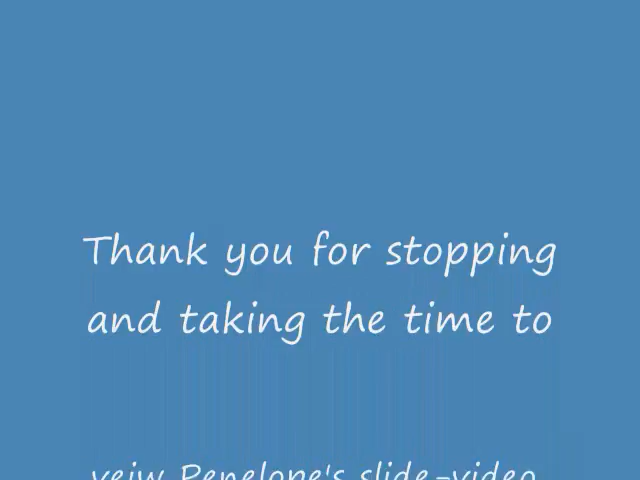 Thank you for stopping
and taking the time to
veiw Penelope's slide-video